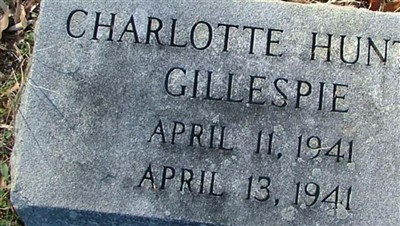 CHARLOTTE HUNT
GILLESPIE
APRIL 11, 1941
APRIL 13, 1941